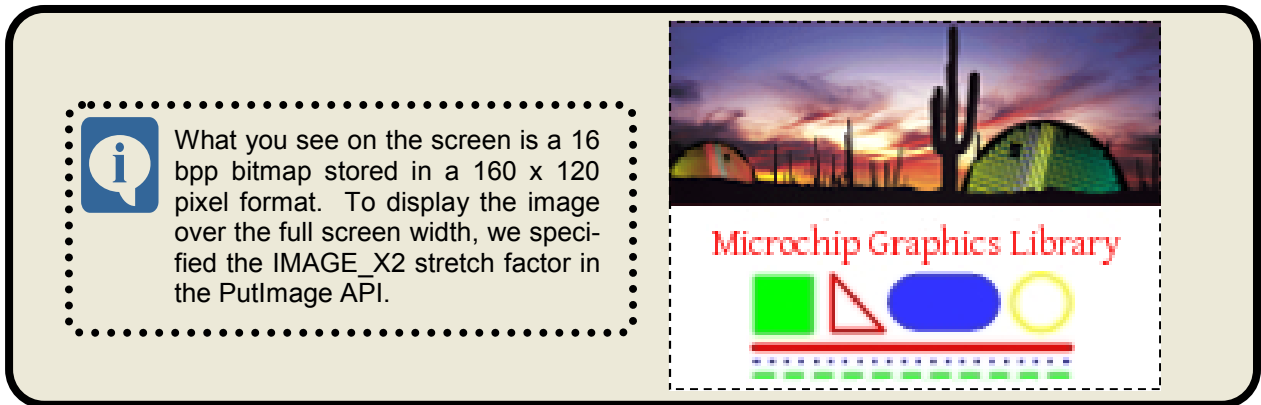 What you see on the screen is a 16
bpp bitmap stored in a 160 x 120
pixel format. To display the image
over the full screen width, we speci-
fied the IMAGE_X2 stretch factor in
the PutImage API.
Microchip Graphics Library